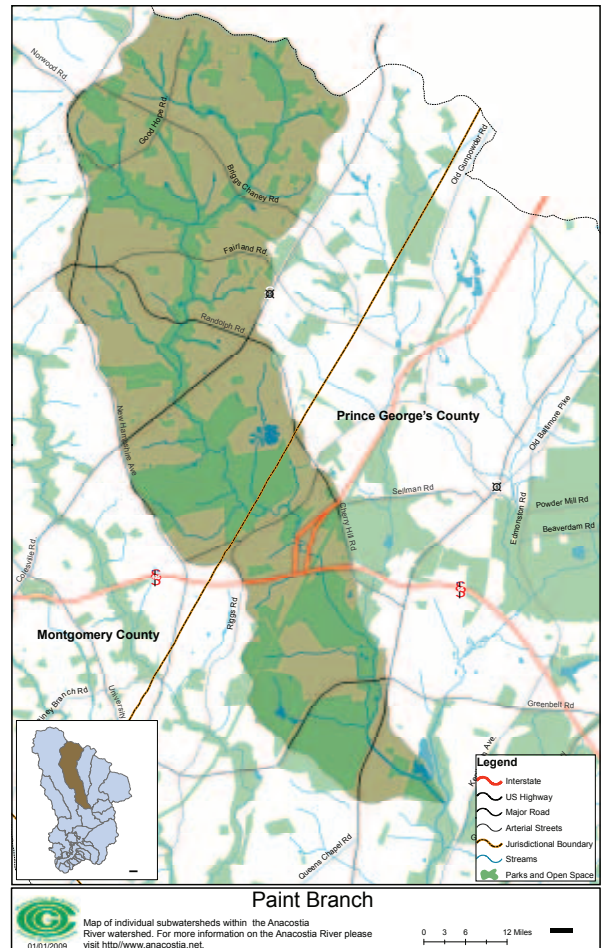 Norwood Rd.
Good Hope Rd.
Old Gunpowder Rd.
Briggs Chaney Rd
Fairland Rd.
Randolph Rd.
Prince George's County
Old Baltimore Pike
New Hampshire Ave
Sellman Rd
Powder Mill Rd
Edmonston Rd
Beaverdam Rd
Cherry Hill Rd
Colesville Rd
Riggs Rd
Montgomery County
University
Greenbelt Rd.
Queens Chapel Rd
Legend
Interstate
US Highway
Major Road
Arterial Streets
Jurisdictional Boundary
Streams
Parks and Open Space
Paint Branch
Map of individual subwatersheds within the Anacostia
River watershed. For more information on the Anacostia River please
visit http//www.anacostia.net.
01/01/2009
0 3 6 12 Miles